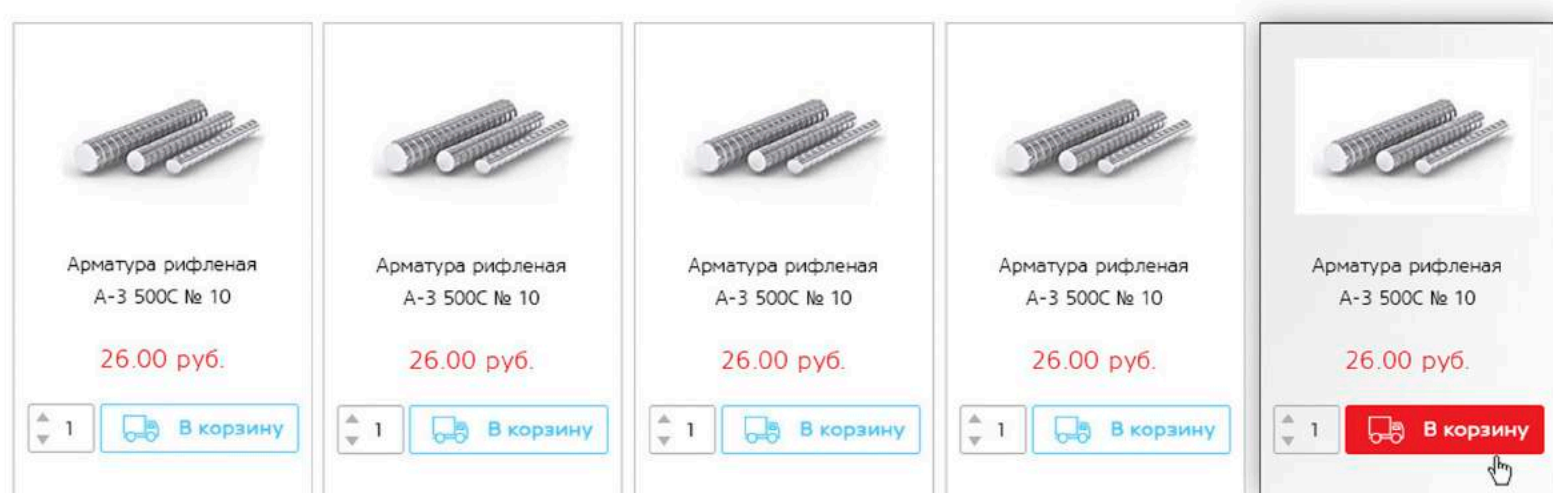 Арматура рифленая
А-3 500С № 10
26.00 руб.
1 В корзину
Арматура рифленая
А-3 500С № 10
26.00 руб.
1 В корзину
Арматура рифленая
А-3 500С № 10
26.00 руб.
1 В корзину
Арматура рифленая
А-3 500С № 10
26.00 руб.
1 В корзину
Арматура рифленая
А-3 500С № 10
26.00 руб.
1 В корзину